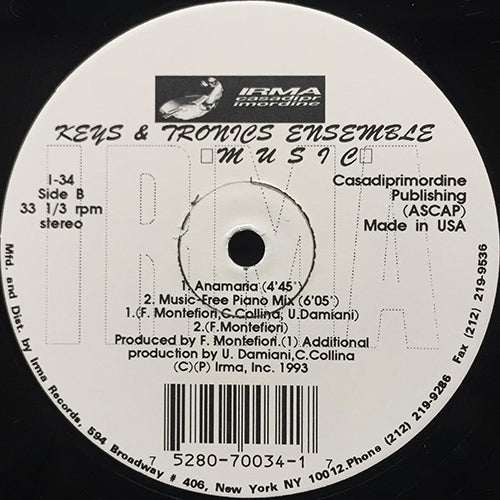 IRMA
casadipr
imordine
KEYS & TRONICS ENSEMBLE
▯M U S I C▯
IRMA
I-34
Side B
33 1/3 rpm
stereo
Casadiprimordine
Publishing
(ASCAP)
Made in USA
1. Anamaria (4'45")
2. Music-Free Piano Mix (6'05")
1.(F. Montefiori,C.Collina, U.Damiani)
2.(F.Montefiori)
Produced by F. Montefiori.(1) Additional
production by U. Damiani,C.Collina
(C)(P) Irma, Inc. 1993
7 5280-70034-1 7
Mfd. and Dist. by Irma Records, 594 Broadway # 406, New York NY 10012.Phone (212) 219-9286 Fax (212) 219-9536